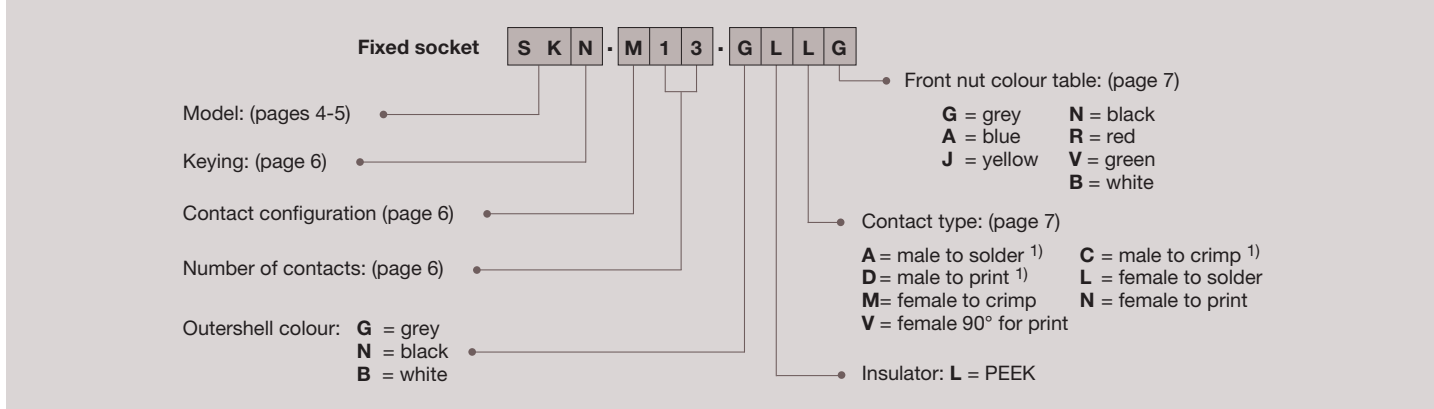 Fixed socket S K N · M 1 3 · G L L G
Model: (pages 4-5)
Keying: (page 6)
Contact configuration (page 6)
Number of contacts: (page 6)
Outershell colour: G = grey
N = black
B = white
Front nut colour table: (page 7)
G = grey N = black
A = blue R = red
J = yellow V = green
B = white
Contact type: (page 7)
A = male to solder 1) C = male to crimp 1)
D = male to print 1) L = female to solder
M= female to crimp N = female to print
V = female 90° for print
Insulator: L = PEEK